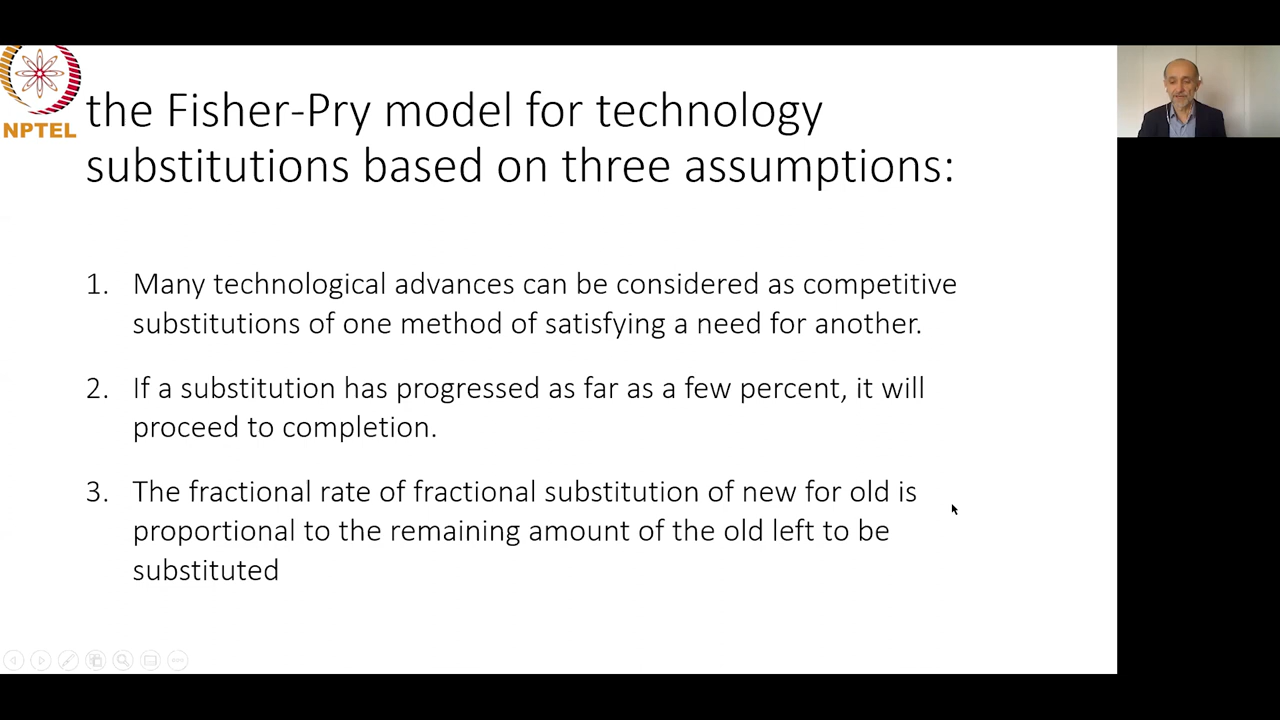 NPTEL
the Fisher-Pry model for technology
substitutions based on three assumptions:
1. Many technological advances can be considered as competitive
substitutions of one method of satisfying a need for another.
2. If a substitution has progressed as far as a few percent, it will
proceed to completion.
3. The fractional rate of fractional substitution of new for old is
proportional to the remaining amount of the old left to be
substituted